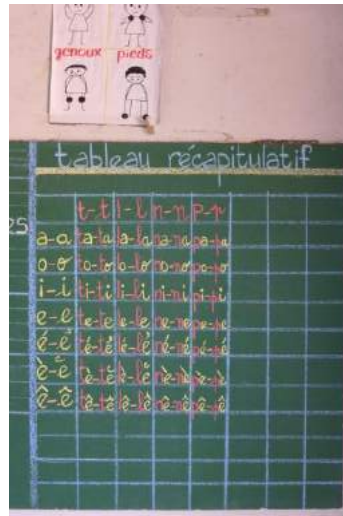 genoux pieds
tableau récapitulatif
t-t l-l n-n p-p
es
a-a ta-ta la-la na-na pa-pa
o-o to-to lo-lo no-no po-po
i-i ti-ti li-li ni-ni pi-pi
e-e te-te le-le ne-ne pe-pe
é-é té-té lé-lé né-né pé-pé
è-è tè-tè lè-lè nè-nè pè-pè
ê-ê tê-tê lê-lê nê-nê pê-pê